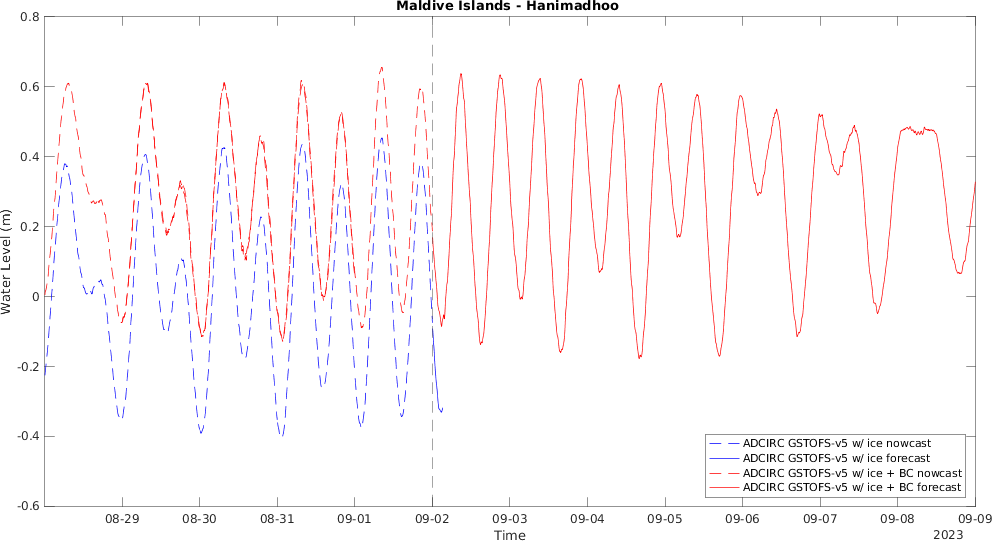 Maldive Islands - Hanimadhoo
Water Level (m)
0.8
0.6
0.4
0.2
0
-0.2
-0.4
-0.6
ADCIRC GSTOFS-v5 w/ ice nowcast
ADCIRC GSTOFS-v5 w/ ice forecast
ADCIRC GSTOFS-v5 w/ ice + BC nowcast
ADCIRC GSTOFS-v5 w/ ice + BC forecast
08-29 08-30 08-31 09-01 09-02 09-03 09-04 09-05 09-06 09-07 09-08 09-09
Time
2023